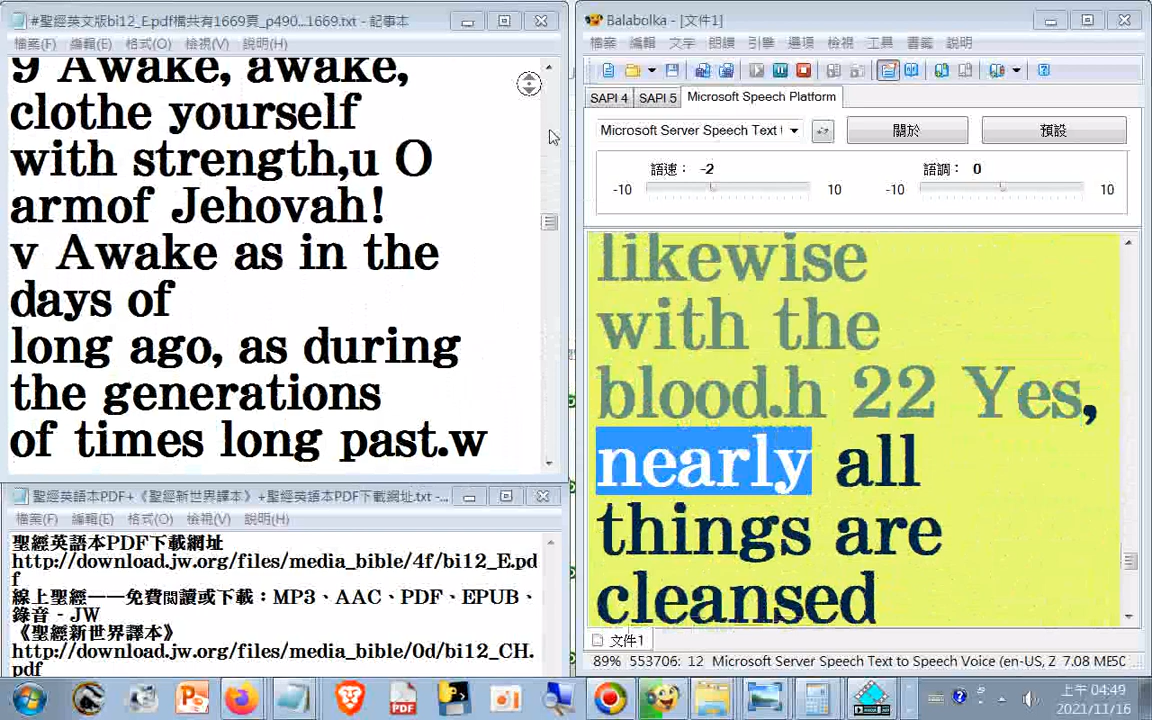 #聖經英文版bi12_E.pdf檔共有1669頁_p490...1669.txt - 記事本
檔案(F) 編輯(E) 格式(O) 檢視(V) 說明(H)
9 Awake, awake,
clothe yourself
with strength,u O
armof Jehovah!
v Awake as in the
days of
long ago, as during
the generations
of times long past.w
聖經英語本PDF+《聖經新世界譯本》+聖經英語本PDF下載網址.txt -...
檔案(F) 編輯(E) 格式(O) 檢視(V) 說明(H)
聖經英語本PDF下載網址
http://download.jw.org/files/media_bible/4f/bi12_E.pd
f
線上聖經——免費閱讀或下載：MP3、AAC、PDF、EPUB、
錄音 - JW
《聖經新世界譯本》
http://download.jw.org/files/media_bible/0d/bi12_CH.
pdf
Balabolka - [文件1]
檔案 編輯 文字 朗讀 引擎 選項 檢視 工具 書籤 說明
SAPI 4 SAPI 5 Microsoft Speech Platform
Microsoft Server Speech Text 關於 預設
語速： -2 語調： 0
-10 10 -10 10
likewise
with the
blood.h 22 Yes,
nearly all
things are
cleansed
文件1
89% 553706: 12 Microsoft Server Speech Text to Speech Voice (en-US, Z 7.08 ME5C
PDF
上午 04:49
2021/11/16